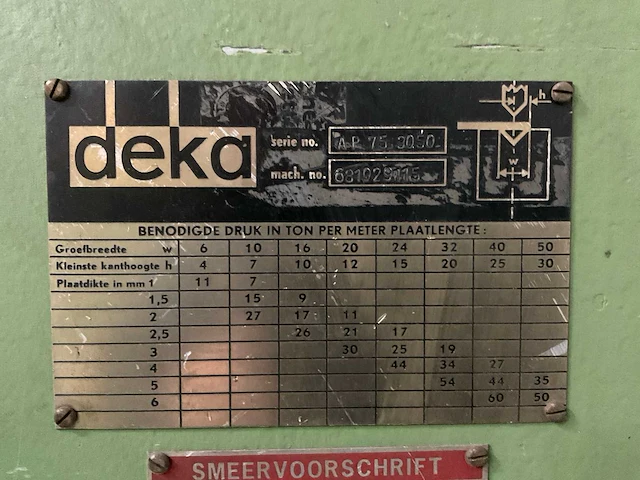 deka
serie no. AP 75 3050
mach. no.
h
w
BENODIGDE DRUK IN TON PER METER PLAATLENGTE:
Groefbreedte w 6 10 16 20 24 32 40 50
Kleinste kanthoogte h 4 7 10 12 15 20 25 30
Plaatdikte in mm 1 11 7
1,5 15 9
2 27 17 11
2,5 26 21 17
3 30 25 19
4 44 34 27
5 54 44 35
6 60 50
SMEERVOORSCHRIFT